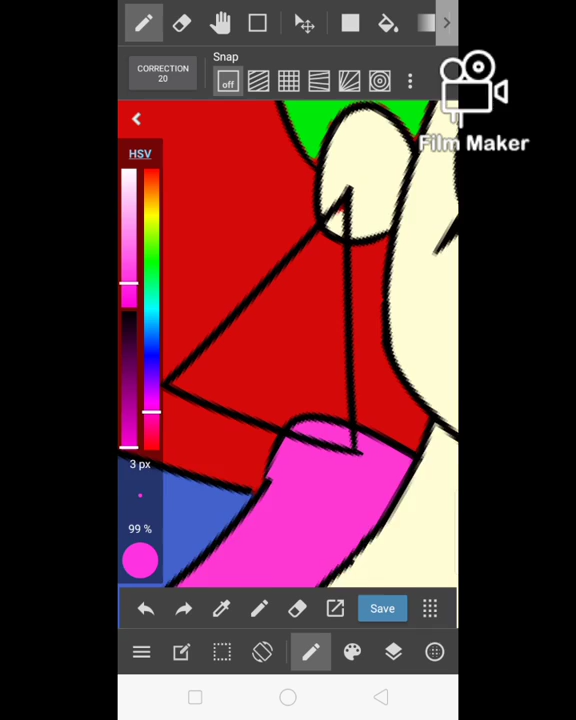 Snap
CORRECTION
20
off
Film Maker
HSV
3 px
99 %
Save